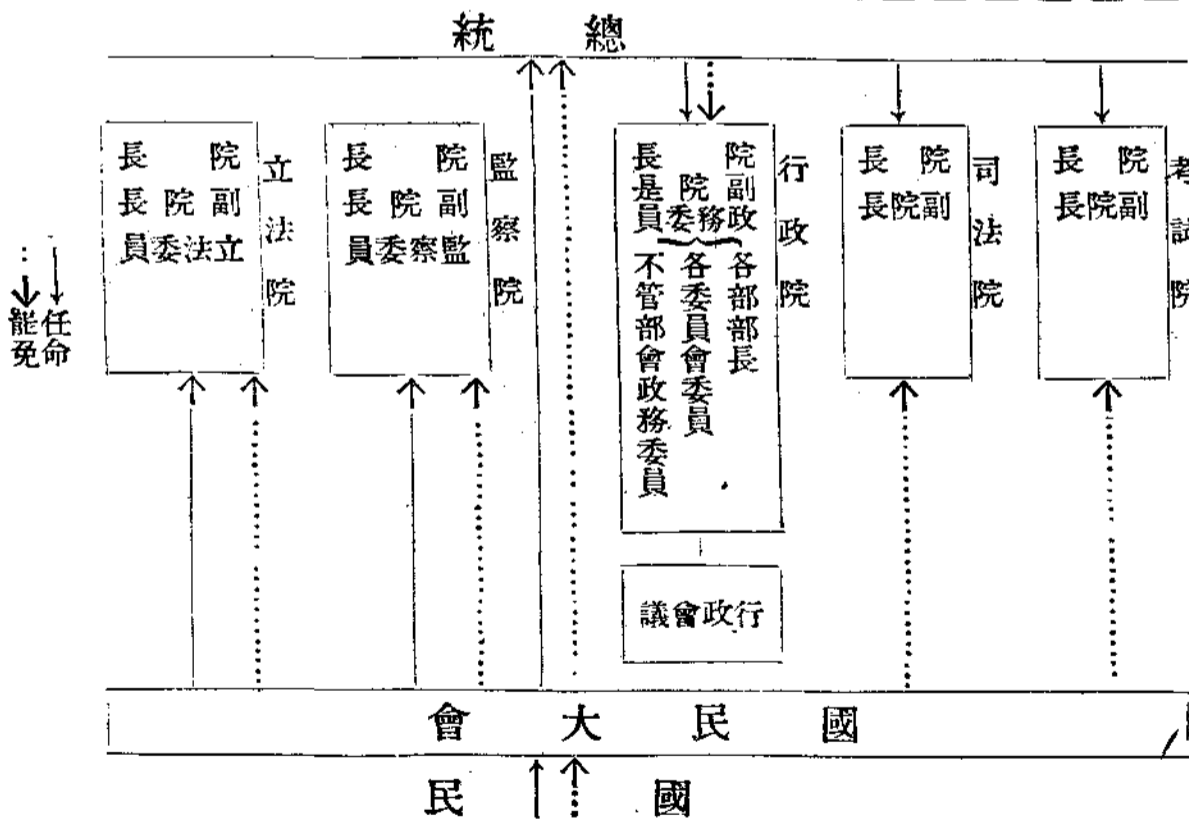 總統
考試院
院長
副院長
司法院
院長
副院長
行政院
院長
副院是
政務委員
各部部長
各委員會委員
不管部會政務委員
行政會議
監察院
院長
副院長
監察委員
立法院
院長
副院長
立法委員
任命
罷免
國民大會
國民